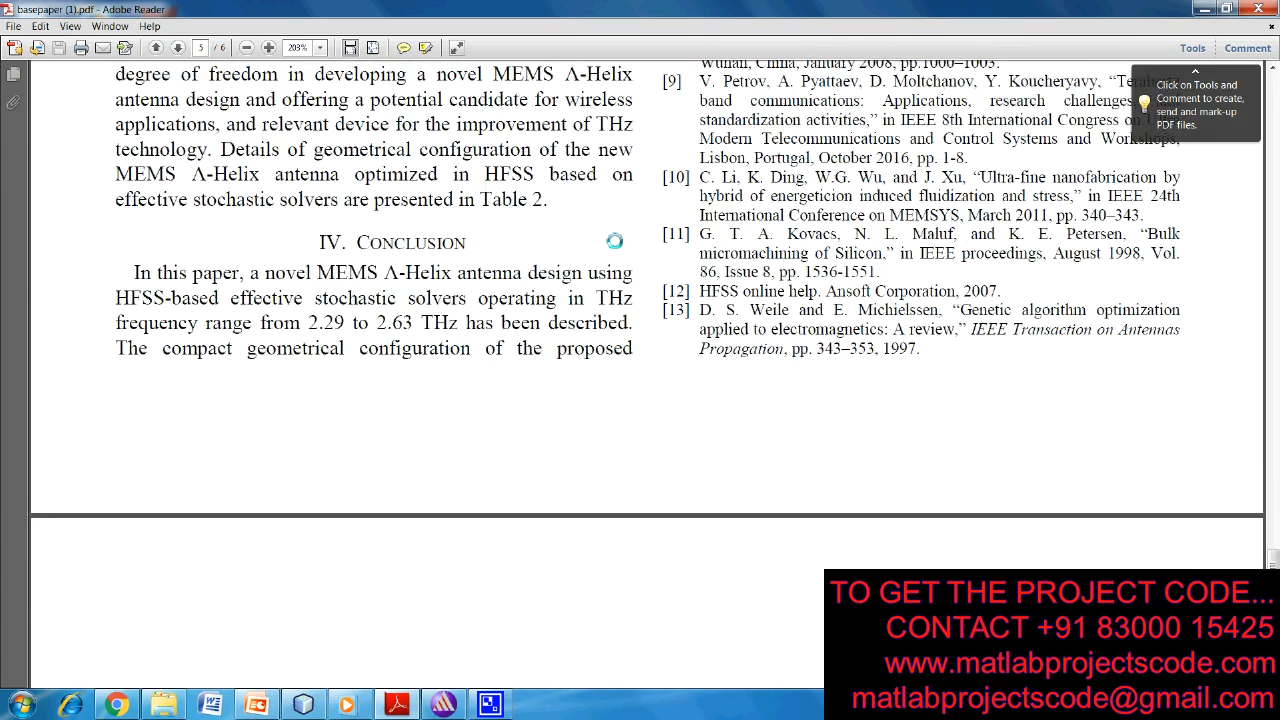 basepaper (1).pdf - Adobe Reader
File Edit View Window Help
5 / 6 203% Tools Comment
degree of freedom in developing a novel MEMS Λ-Helix
antenna design and offering a potential candidate for wireless
applications, and relevant device for the improvement of THz
technology. Details of geometrical configuration of the new
MEMS Λ-Helix antenna optimized in HFSS based on
effective stochastic solvers are presented in Table 2.
IV. CONCLUSION
In this paper, a novel MEMS Λ-Helix antenna design using
HFSS-based effective stochastic solvers operating in THz
frequency range from 2.29 to 2.63 THz has been described.
The compact geometrical configuration of the proposed
Wuhan, China, January 2008, pp.1000–1003.
[9] V. Petrov, A. Pyattaev, D. Moltchanov, Y. Koucheryavy, “Terahertz
band communications: Applications, research challenges
standardization activities,” in IEEE 8th International Congress on
Modern Telecommunications and Control Systems and Workshops,
Lisbon, Portugal, October 2016, pp. 1-8.
[10] C. Li, K. Ding, W.G. Wu, and J. Xu, “Ultra-fine nanofabrication by
hybrid of energeticion induced fluidization and stress,” in IEEE 24th
International Conference on MEMSYS, March 2011, pp. 340–343.
[11] G. T. A. Kovacs, N. L. Maluf, and K. E. Petersen, “Bulk
micromachining of Silicon,” in IEEE proceedings, August 1998, Vol.
86, Issue 8, pp. 1536-1551.
[12] HFSS online help. Ansoft Corporation, 2007.
[13] D. S. Weile and E. Michielssen, “Genetic algorithm optimization
applied to electromagnetics: A review,” IEEE Transaction on Antennas
Propagation, pp. 343–353, 1997.
Click on Tools and
Comment to create,
send and mark-up
PDF files.
TO GET THE PROJECT CODE...
CONTACT +91 83000 15425
www.matlabprojectscode.com
matlabprojectscode@gmail.com